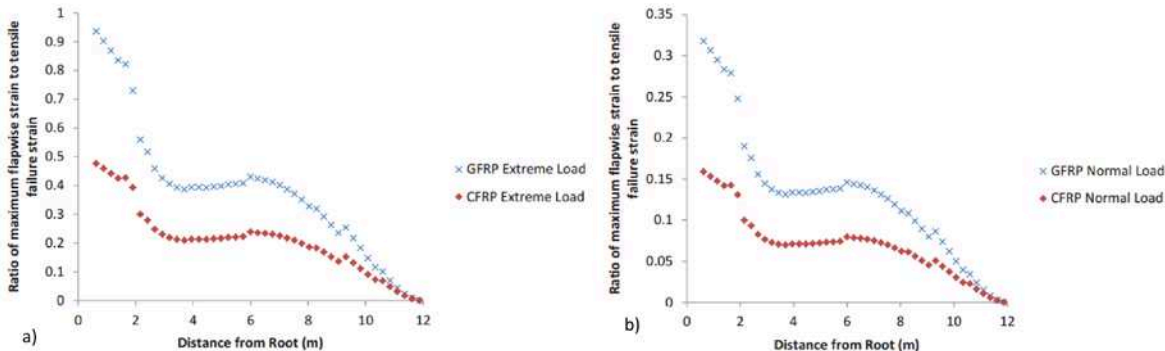 Ratio of maximum flapwise strain to tensile
failure strain
1
0.9
0.8
0.7
0.6
0.5
0.4
0.3
0.2
0.1
0
0 2 4 6 8 10 12
Distance from Root (m)
GFRP Extreme Load
CFRP Extreme Load
a)
Ratio of maximum flapwise strain to tensile
failure strain
0.35
0.3
0.25
0.2
0.15
0.1
0.05
0
0 2 4 6 8 10 12
Distance from Root (m)
GFRP Normal Load
CFRP Normal Load
b)